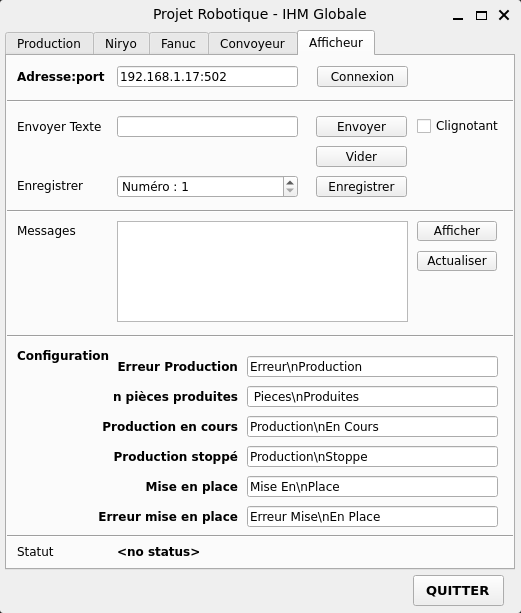 Projet Robotique - IHM Globale
Production Niryo Fanuc Convoyeur Afficheur
Adresse:port 192.168.1.17:502 Connexion
Envoyer Texte Envoyer Clignotant
Vider
Enregistrer Numéro : 1 Enregistrer
Messages Afficher
Actualiser
Configuration
Erreur Production Erreur\nProduction
n pièces produites Pieces\nProduites
Production en cours Production\nEn Cours
Production stoppé Production\nStoppe
Mise en place Mise En\nPlace
Erreur mise en place Erreur Mise\nEn Place
Statut <no status>
QUITTER